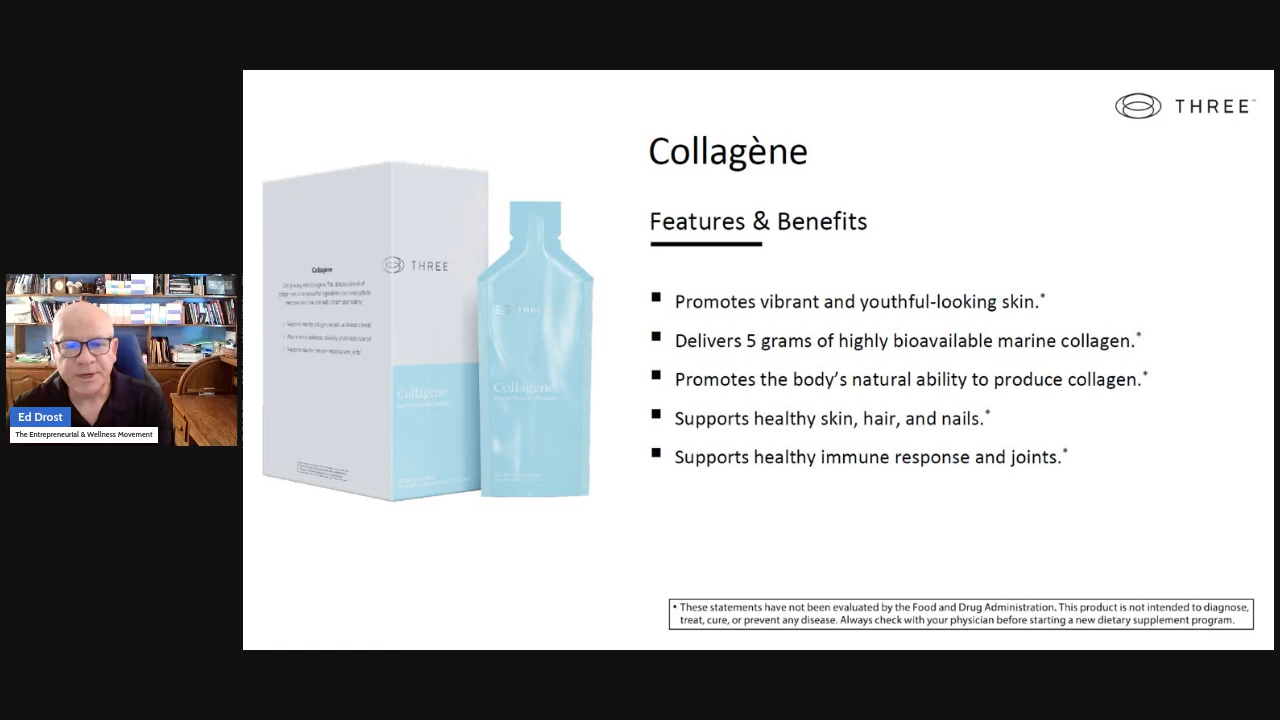 THREE
Collagène
Features & Benefits
Promotes vibrant and youthful-looking skin.*
Delivers 5 grams of highly bioavailable marine collagen.*
Promotes the body's natural ability to produce collagen.*
Supports healthy skin, hair, and nails.*
Supports healthy immune response and joints.*
• These statements have not been evaluated by the Food and Drug Administration. This product is not intended to diagnose,
treat, cure, or prevent any disease. Always check with your physician before starting a new dietary supplement program.
Collagène
THREE
Collagène
THREE
Collagène
Ed Drost
The Entrepreneurial & Wellness Movement